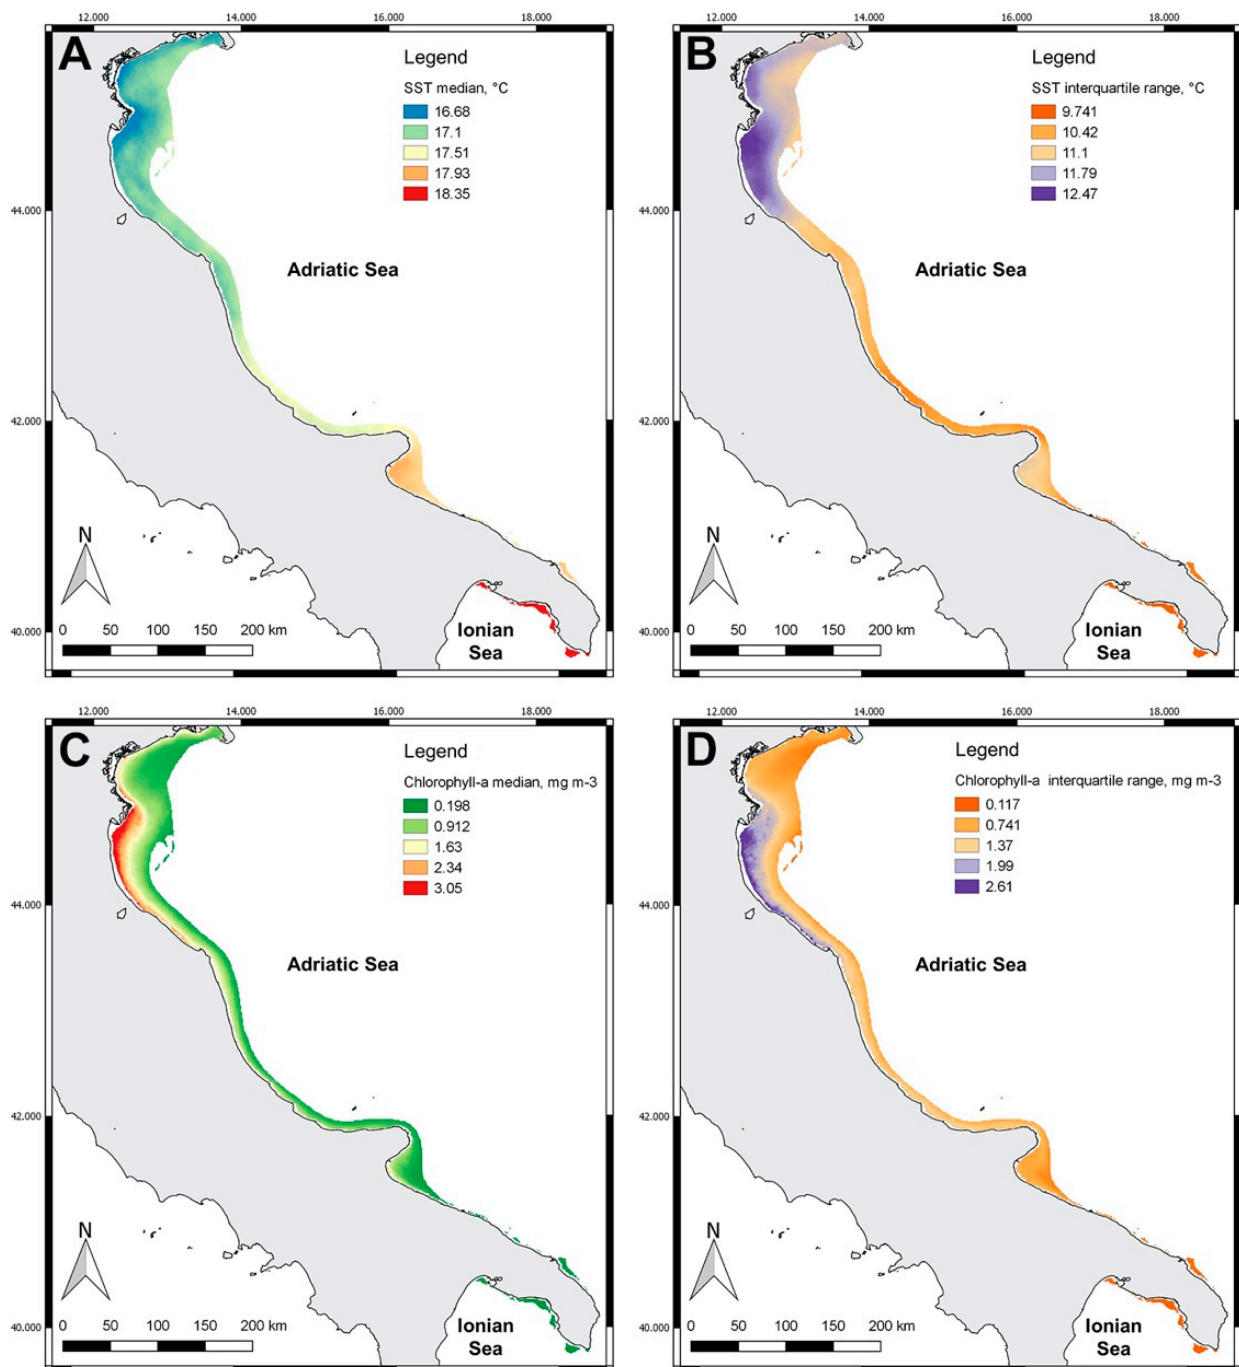 12.000 14.000 16.000 18.000
A
Legend
SST median, °C
16.68
17.1
17.51
17.93
18.35
44.000
Adriatic Sea
42.000
N
40.000
0 50 100 150 200 km
Ionian
Sea
12.000 14.000 16.000 18.000
B
Legend
SST interquartile range, °C
9.741
10.42
11.1
11.79
12.47
44.000
Adriatic Sea
42.000
N
40.000
0 50 100 150 200 km
Ionian
Sea
12.000 14.000 16.000 18.000
C
Legend
Chlorophyll-a median, mg m-3
0.198
0.912
1.63
2.34
3.05
44.000
Adriatic Sea
42.000
N
40.000
0 50 100 150 200 km
Ionian
Sea
12.000 14.000 16.000 18.000
D
Legend
Chlorophyll-a interquartile range, mg m-3
0.117
0.741
1.37
1.99
2.61
44.000
Adriatic Sea
42.000
N
40.000
0 50 100 150 200 km
Ionian
Sea